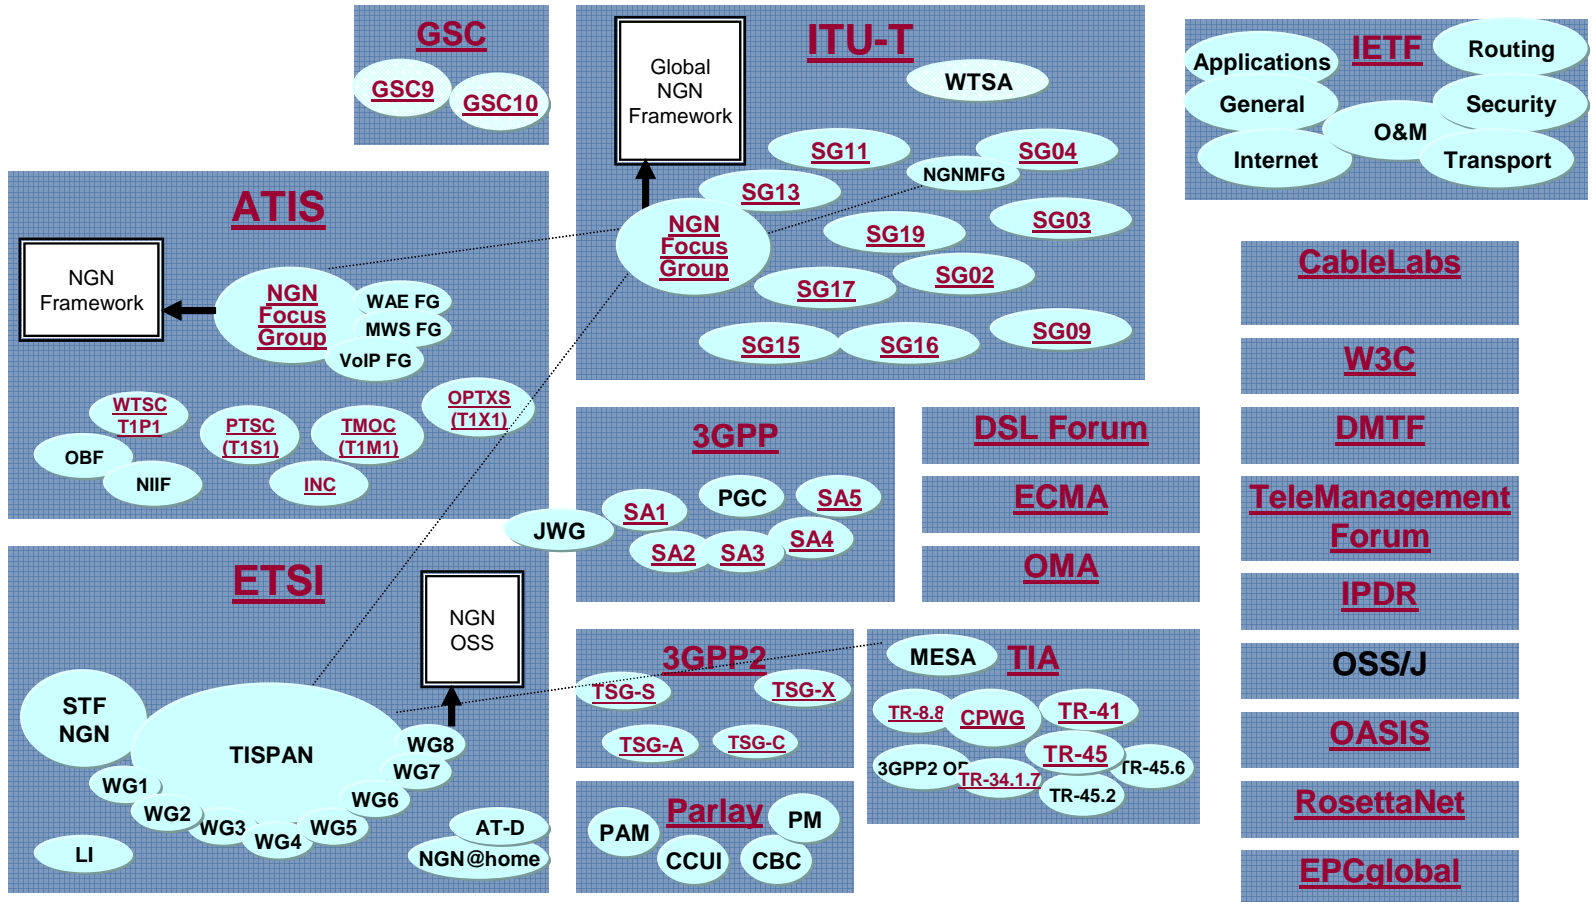 GSC
GSC9
GSC10
ITU-T
Global
NGN
Framework
WTSA
SG11
SG04
NGNMFG
SG13
NGN
Focus
Group
SG19
SG03
SG02
SG17
SG15
SG16
SG09
IETF
Applications
Routing
General
Security
O&M
Internet
Transport
ATIS
NGN
Framework
NGN
Focus
Group
WAE FG
MWS FG
VoIP FG
WTSC
T1P1
PTSC
(T1S1)
TMOC
(T1M1)
OPTXS
(T1X1)
OBF
NIIF
INC
ETSI
NGN
OSS
STF
NGN
TISPAN
WG8
WG7
WG6
WG5
WG4
WG3
WG2
WG1
LI
AT-D
NGN@home
3GPP
PGC
SA1
SA5
JWG
SA2
SA3
SA4
3GPP2
TSG-S
TSG-X
TSG-A
TSG-C
Parlay
PAM
PM
CCUI
CBC
DSL Forum
ECMA
OMA
MESA
TIA
TR-8.8
CPWG
TR-41
TR-45
3GPP2 OP
TR-34.1.7
TR-45.6
TR-45.2
CableLabs
W3C
DMTF
TeleManagement
Forum
IPDR
OSS/J
OASIS
RosettaNet
EPCglobal